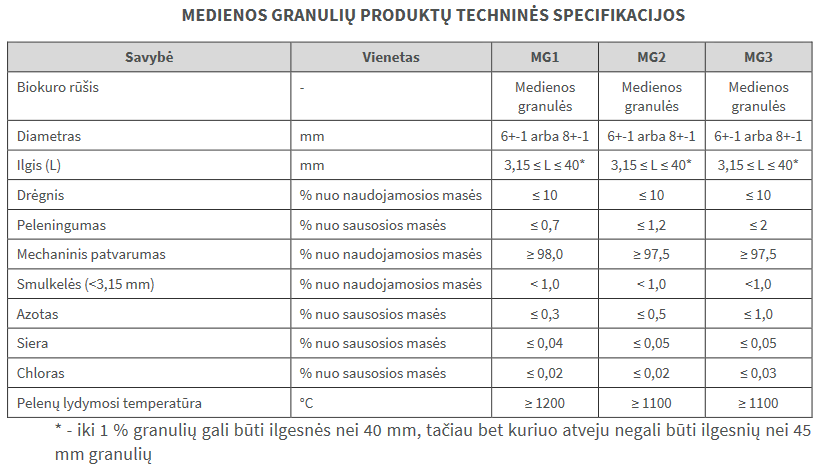 MEDIENOS GRANULIŲ PRODUKTŲ TECHNINĖS SPECIFIKACIJOS
Savybė Vienetas MG1 MG2 MG3
Biokuro rūšis - Medienos granulės Medienos granulės Medienos granulės
Diametras mm 6+-1 arba 8+-1 6+-1 arba 8+-1 6+-1 arba 8+-1
Ilgis (L) mm 3,15 ≤ L ≤ 40* 3,15 ≤ L ≤ 40* 3,15 ≤ L ≤ 40*
Drėgnis % nuo naudojamosios masės ≤ 10 ≤ 10 ≤ 10
Peleningumas % nuo sausosios masės ≤ 0,7 ≤ 1,2 ≤ 2
Mechaninis patvarumas % nuo naudojamosios masės ≥ 98,0 ≥ 97,5 ≥ 97,5
Smulkelės (<3,15 mm) % nuo naudojamosios masės < 1,0 < 1,0 <1,0
Azotas % nuo sausosios masės ≤ 0,3 ≤ 0,5 ≤ 1,0
Siera % nuo sausosios masės ≤ 0,04 ≤ 0,05 ≤ 0,05
Chloras % nuo sausosios masės ≤ 0,02 ≤ 0,02 ≤ 0,03
Pelenų lydymosi temperatūra °C ≥ 1200 ≥ 1100 ≥ 1100
* - iki 1 % granulių gali būti ilgesnės nei 40 mm, tačiau bet kuriuo atveju negali būti ilgesnių nei 45
mm granulių